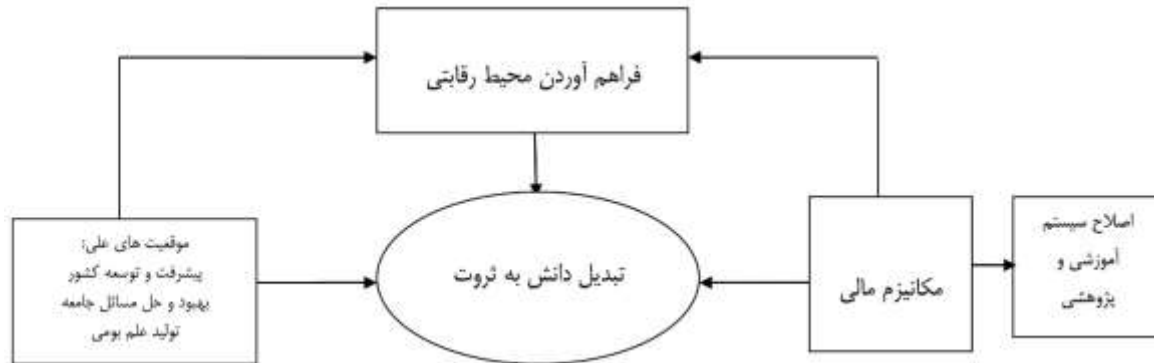 فراهم آوردن محیط رقابتی
اصلاح سیستم
آموزشی و
پژوهشی
مکانیزم مالی
تبدیل دانش به ثروت
موقعیت های علی:
پیشرفت و توسعه کشور
بهبود و حل مسائل جامعه
تولید علم بومی